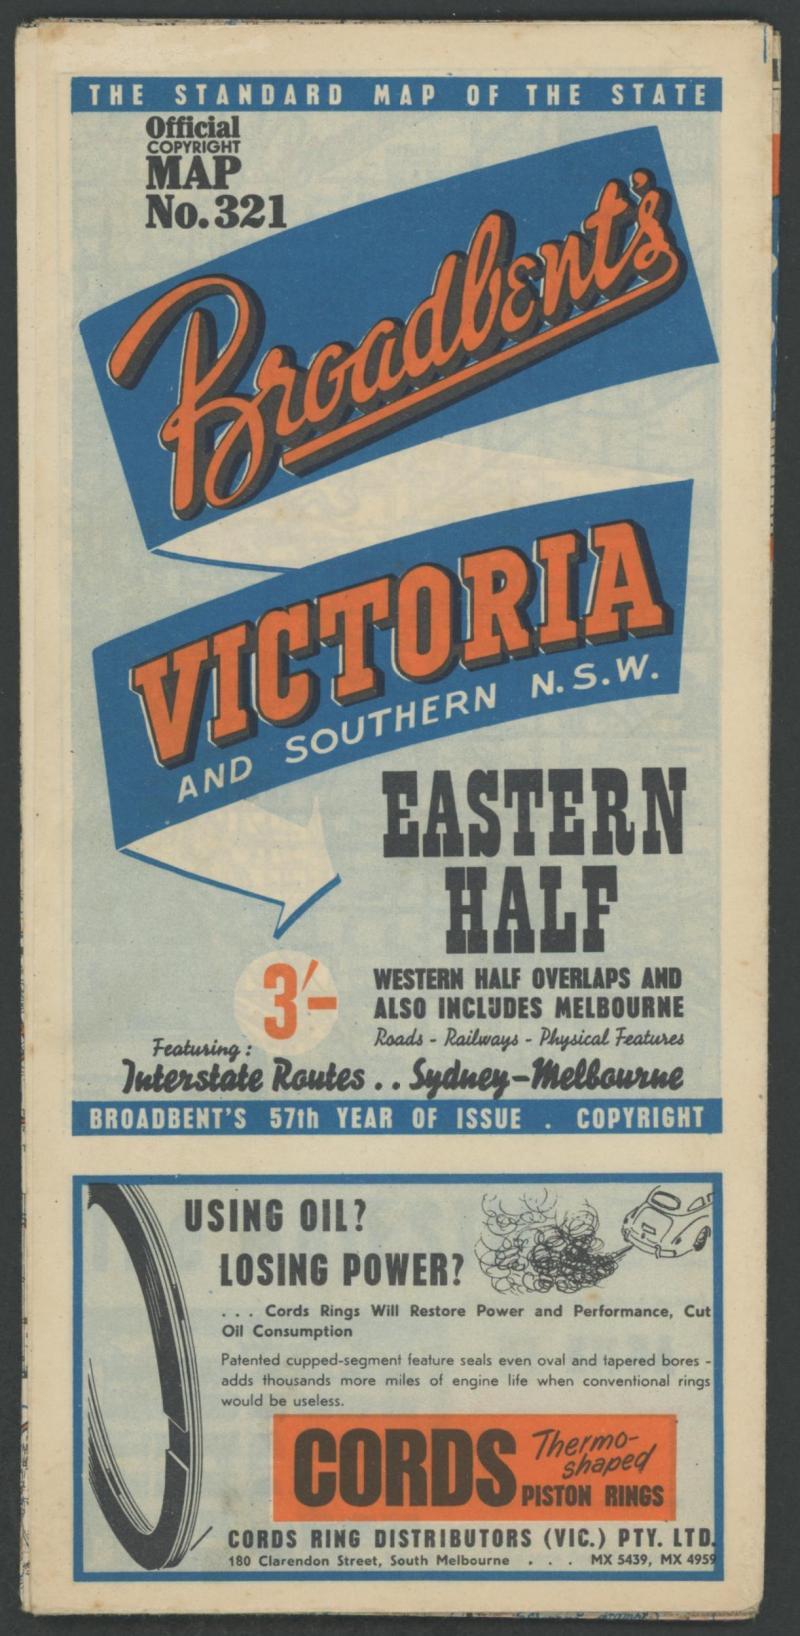 THE STANDARD MAP OF THE STATE
Official
COPYRIGHT
MAP
No. 321
Broadbent's
VICTORIA
AND SOUTHERN N.S.W.
EASTERN
HALF
3/-
WESTERN HALF OVERLAPS AND
ALSO INCLUDES MELBOURNE
Roads - Railways - Physical Features
Featuring:
Interstate Routes . . Sydney-Melbourne
BROADBENT'S 57th YEAR OF ISSUE . COPYRIGHT
USING OIL?
LOSING POWER?
. . . Cords Rings Will Restore Power and Performance, Cut
Oil Consumption
Patented cupped-segment feature seals even oval and tapered bores -
adds thousands more miles of engine life when conventional rings
would be useless.
CORDS Thermo-
shaped
PISTON RINGS
CORDS RING DISTRIBUTORS (VIC.) PTY. LTD.
180 Clarendon Street, South Melbourne . . . MX 5439, MX 4959